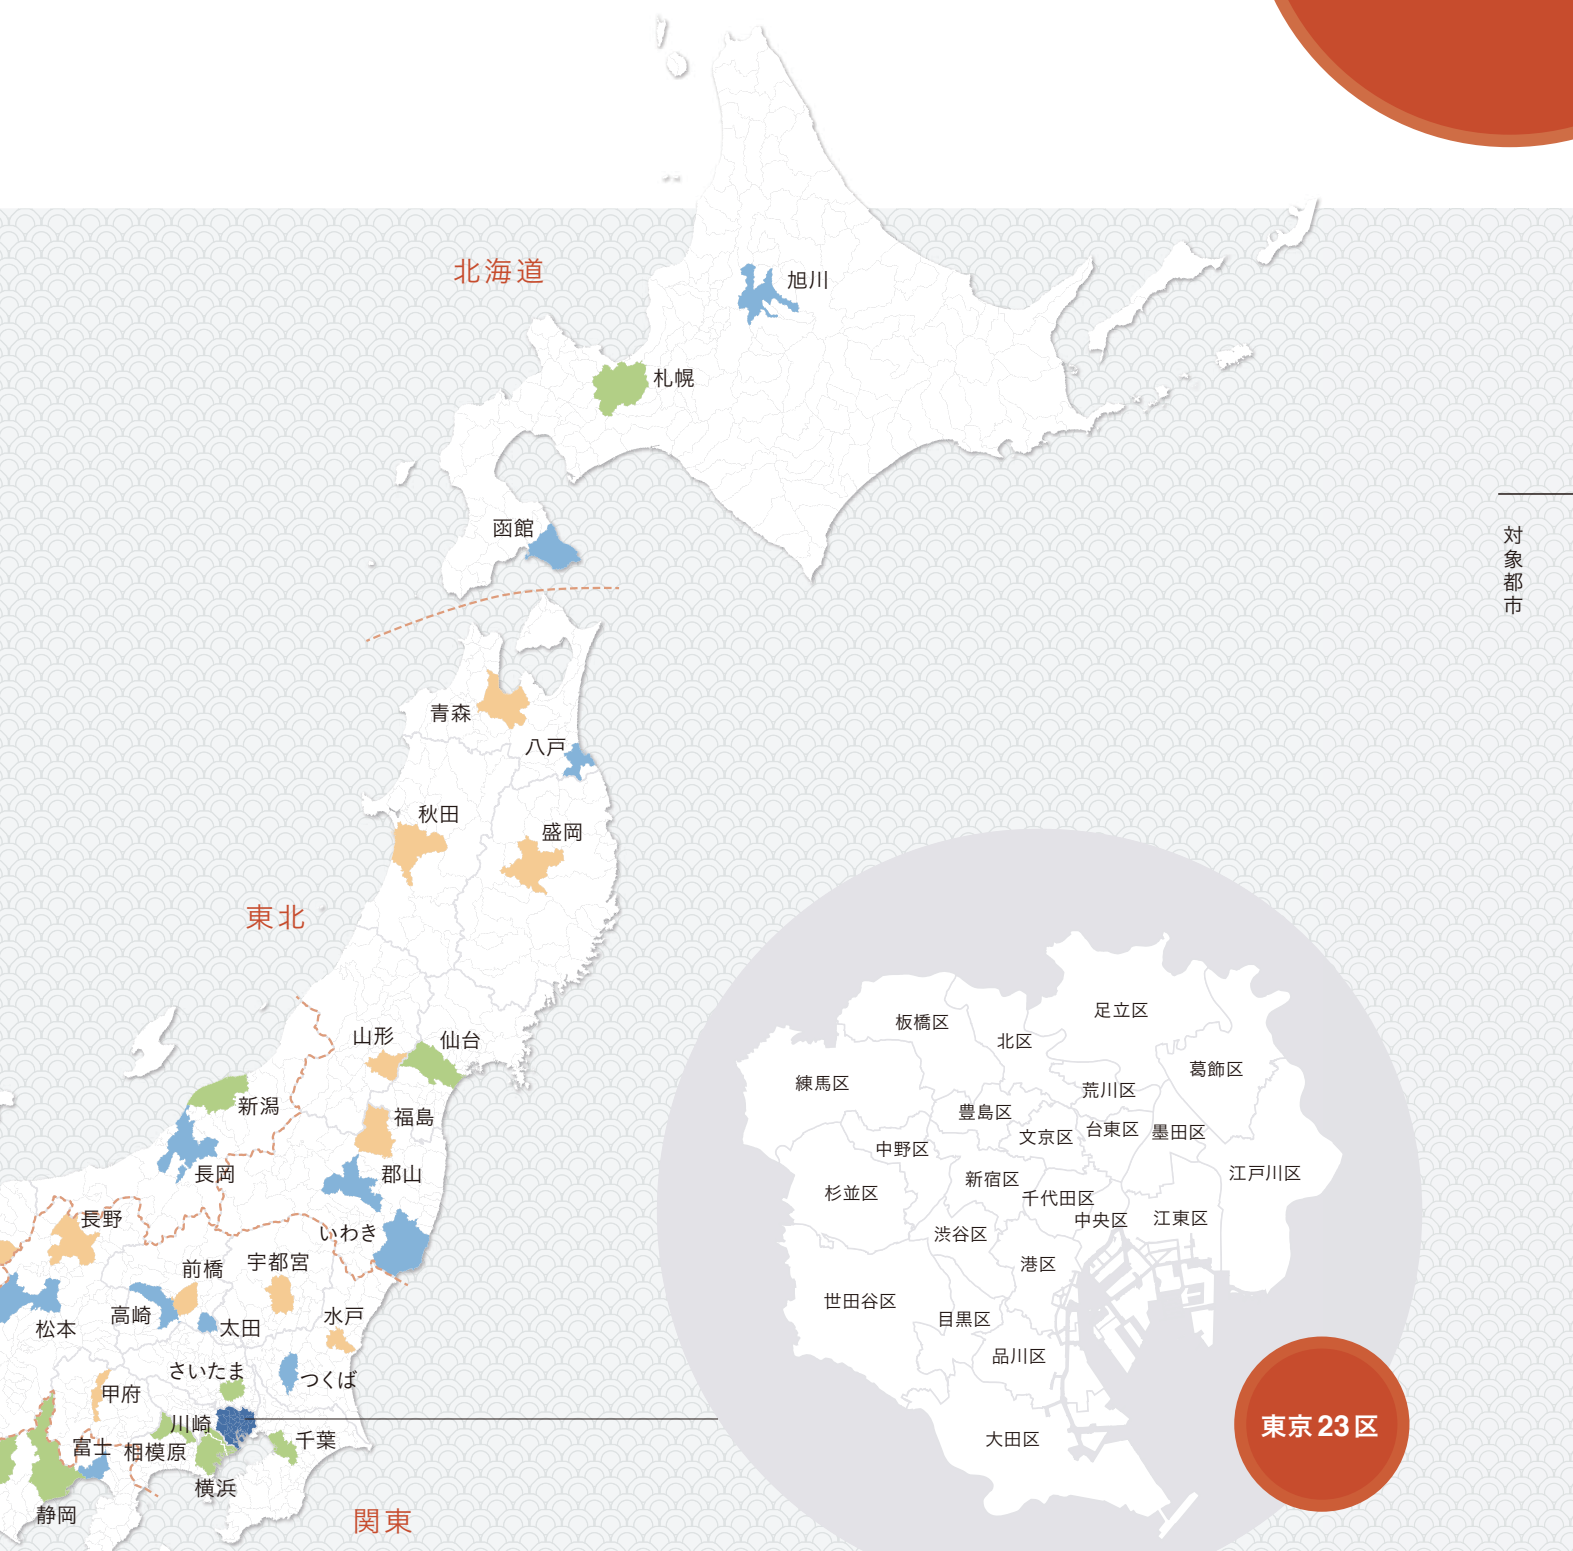 北海道
旭川
札幌
函館
対象都市
青森
八戸
秋田
盛岡
東北
山形
仙台
新潟
福島
長岡
郡山
長野
いわき
前橋
宇都宮
高崎
太田
水戸
松本
さいたま
つくば
甲府
川崎
富士
相模原
千葉
横浜
静岡
関東
足立区
板橋区
北区
葛飾区
練馬区
荒川区
豊島区
文京区
台東区
墨田区
中野区
江戸川区
新宿区
杉並区
千代田区
中央区
江東区
渋谷区
港区
世田谷区
目黒区
品川区
大田区
東京23区